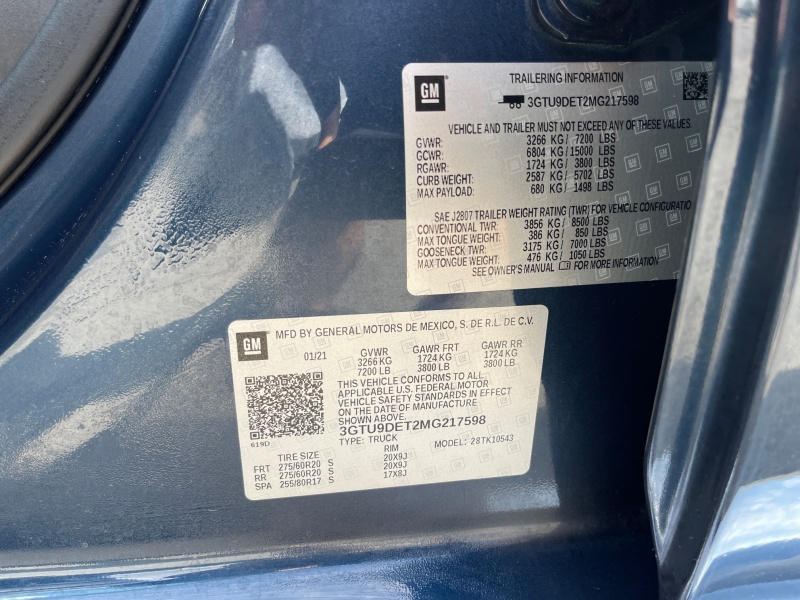 GM
TRAILERING INFORMATION
3GTU9DET2MG217598
VEHICLE AND TRAILER MUST NOT EXCEED ANY OF THESE VALUES
GVWR: 3266 KG/ 7200 LBS
GCWR: 6804 KG/ 15000 LBS
RGAWR: 1724 KG/ 3800 LBS
CURB WEIGHT: 2587 KG/ 5702 LBS
MAX PAYLOAD: 680 KG/ 1498 LBS
SAE J2807 TRAILER WEIGHT RATING (TWR) FOR VEHICLE CONFIGURATIO
CONVENTIONAL TWR: 3856 KG/ 8500 LBS
MAX TONGUE WEIGHT: 386 KG/ 850 LBS
GOOSENECK TWR: 3175 KG/ 7000 LBS
MAX TONGUE WEIGHT: 476 KG/ 1050 LBS
SEE OWNER'S MANUAL FOR MORE INFORMATION
GM
MFD BY GENERAL MOTORS DE MEXICO, S. DE R.L. DE C.V.
01/21 GVWR GAWR FRT GAWR RR
3266 KG 1724 KG 1724 KG
7200 LB 3800 LB 3800 LB
THIS VEHICLE CONFORMS TO ALL
APPLICABLE U.S. FEDERAL MOTOR
VEHICLE SAFETY STANDARDS IN EFFECT
ON THE DATE OF MANUFACTURE
SHOWN ABOVE.
3GTU9DET2MG217598
619D TYPE: TRUCK MODEL: 28TK10543
TIRE SIZE RIM
FRT 275/60R20 S 20X9J
RR 275/60R20 S 20X9J
SPA 255/80R17 S 17X8J